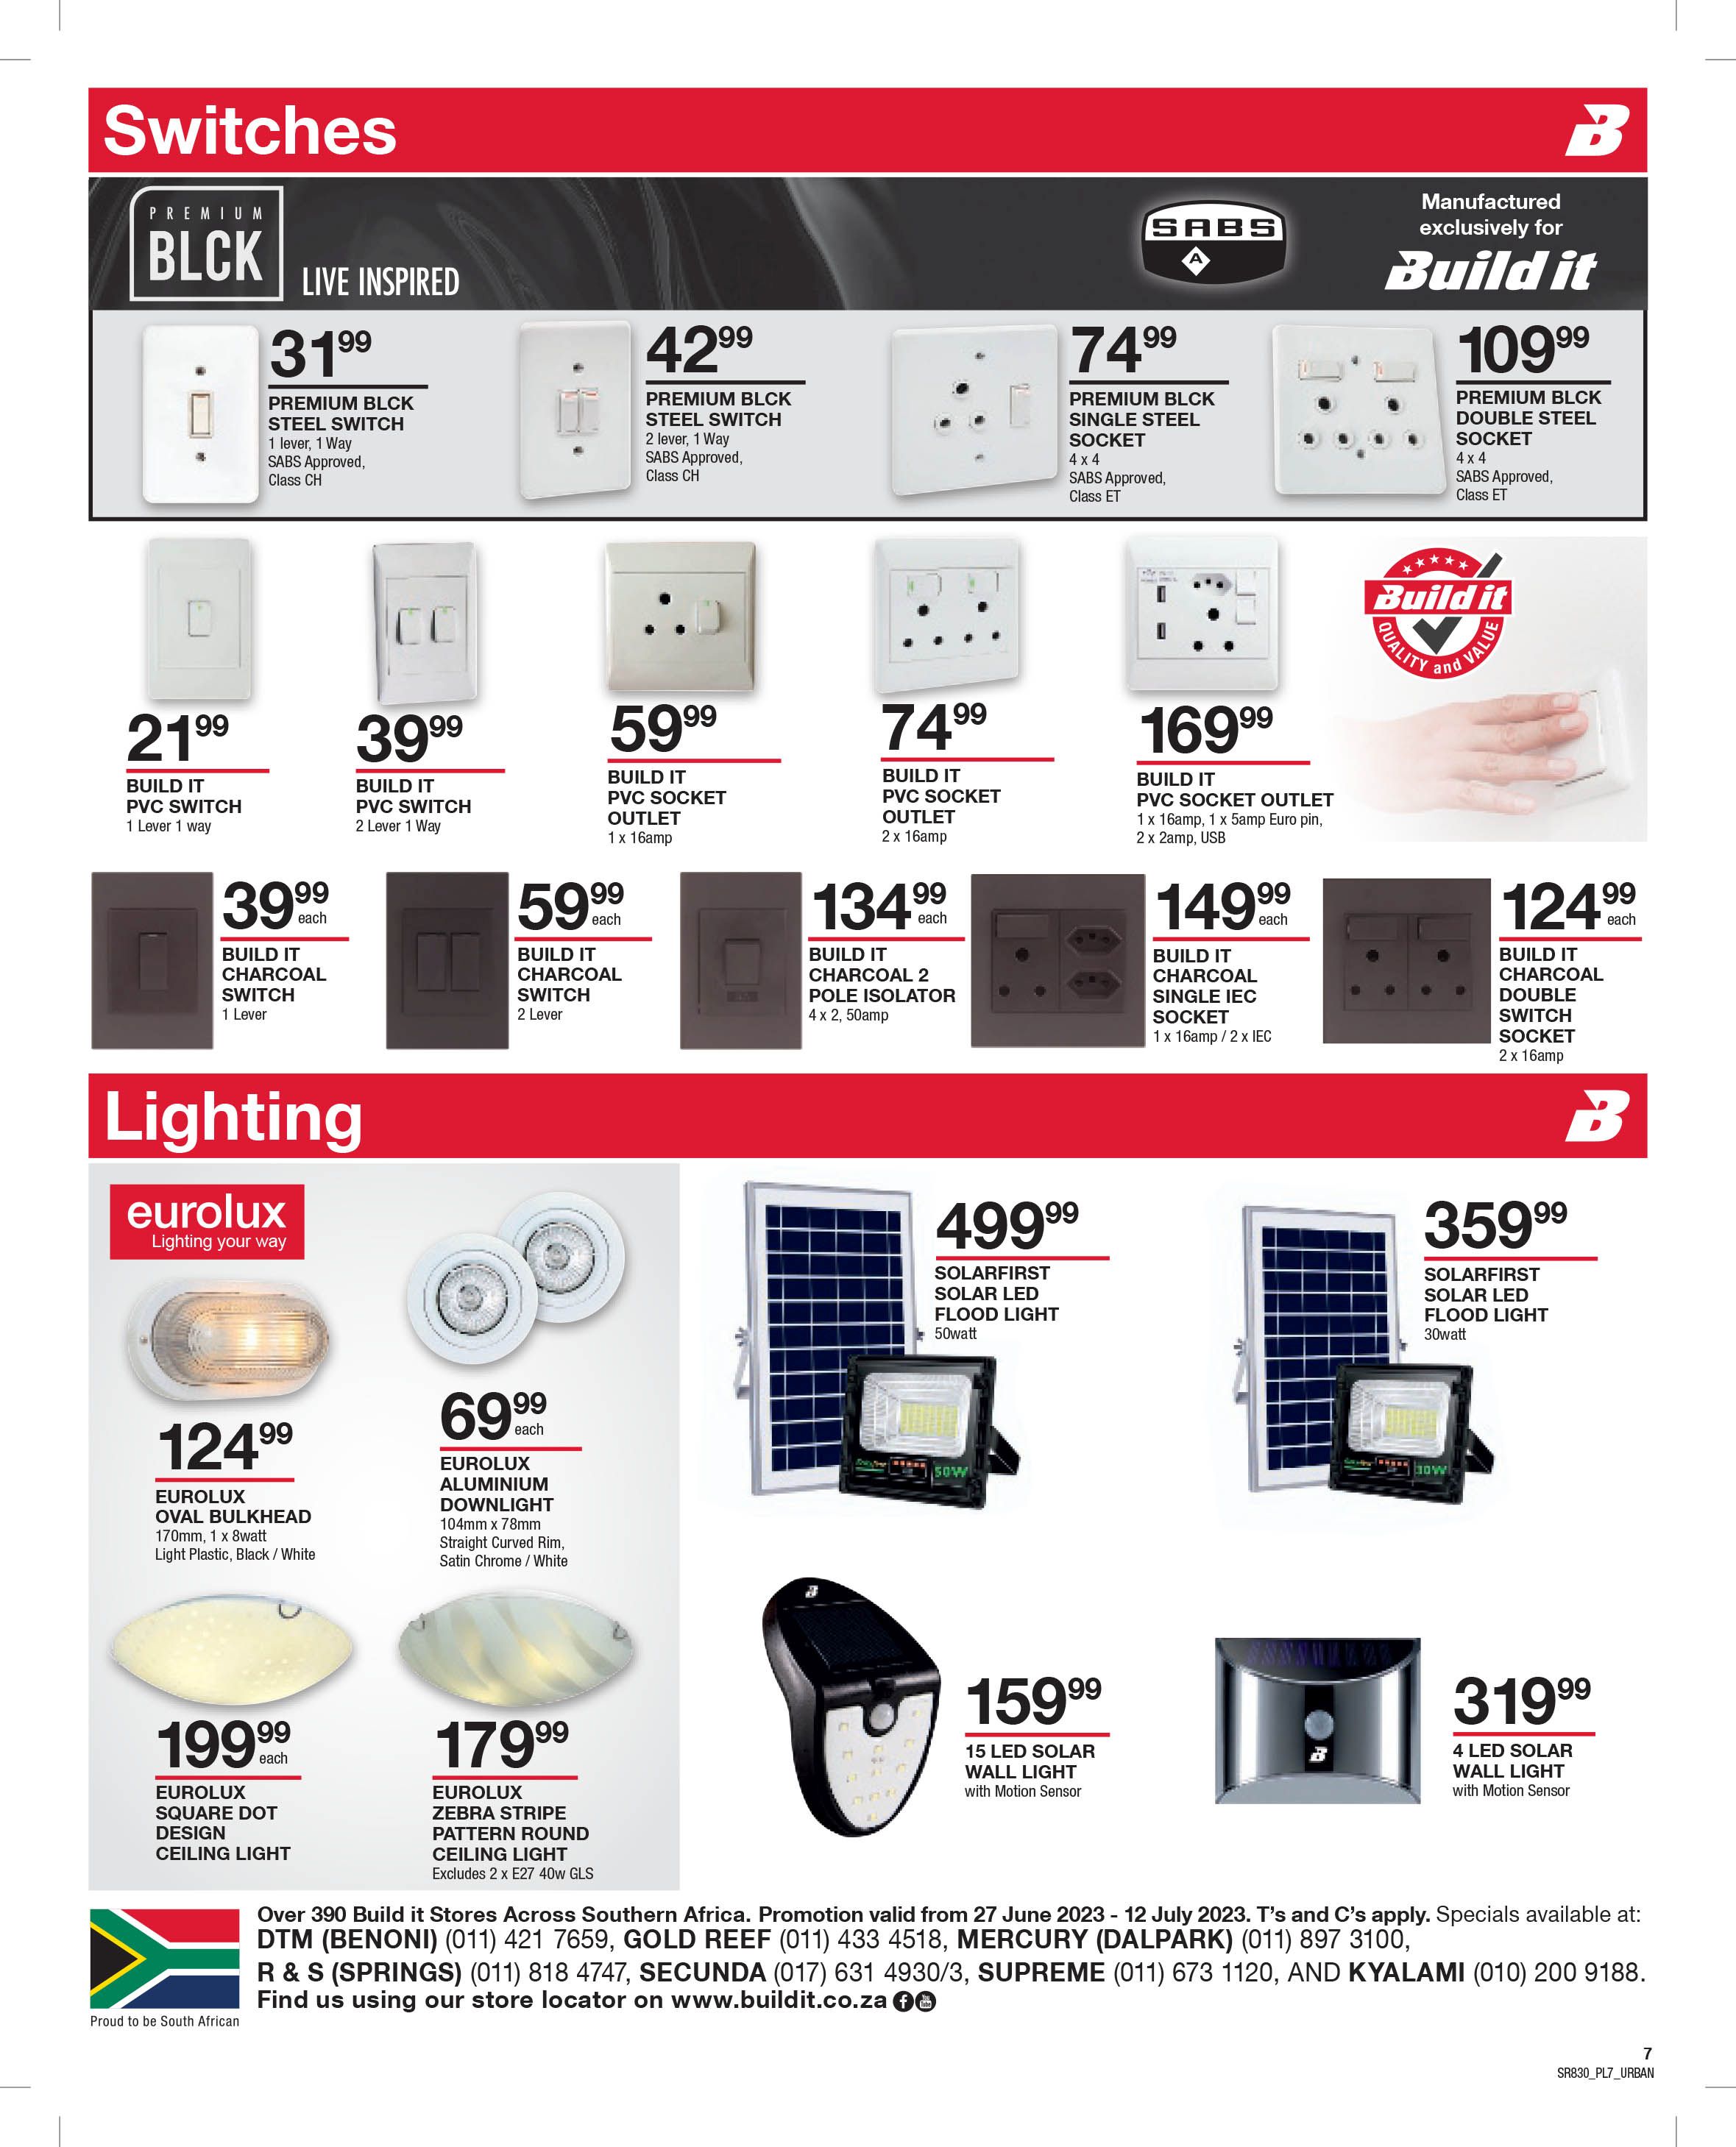 Switches
B
PREMIUM
BLCK
LIVE INSPIRED
SABS
A
Manufactured
exclusively for
Build it
31 99
PREMIUM BLCK
STEEL SWITCH
1 lever, 1 Way
SABS Approved,
Class CH
42 99
PREMIUM BLCK
STEEL SWITCH
2 lever, 1 Way
SABS Approved,
Class CH
74 99
PREMIUM BLCK
SINGLE STEEL
SOCKET
4 x 4
SABS Approved,
Class ET
109 99
PREMIUM BLCK
DOUBLE STEEL
SOCKET
4 x 4
SABS Approved,
Class ET
21 99
BUILD IT
PVC SWITCH
1 Lever 1 way
39 99
BUILD IT
PVC SWITCH
2 Lever 1 Way
59 99
BUILD IT
PVC SOCKET
OUTLET
1 x 16amp
74 99
BUILD IT
PVC SOCKET
OUTLET
2 x 16amp
169 99
BUILD IT
PVC SOCKET OUTLET
1 x 16amp, 1 x 5amp Euro pin,
2 x 2amp, USB
Build it
QUALITY and VALUE
39 99
each
BUILD IT
CHARCOAL
SWITCH
1 Lever
59 99
each
BUILD IT
CHARCOAL
SWITCH
2 Lever
134 99
each
BUILD IT
CHARCOAL 2
POLE ISOLATOR
4 x 2, 50amp
149 99
each
BUILD IT
CHARCOAL
SINGLE IEC
SOCKET
1 x 16amp / 2 x IEC
124 99
each
BUILD IT
CHARCOAL
DOUBLE
SWITCH
SOCKET
2 x 16amp
Lighting
B
eurolux
Lighting your way
124 99
EUROLUX
OVAL BULKHEAD
170mm, 1 x 8watt
Light Plastic, Black / White
69 99
each
EUROLUX
ALUMINIUM
DOWNLIGHT
104mm x 78mm
Straight Curved Rim,
Satin Chrome / White
199 99
each
EUROLUX
SQUARE DOT
DESIGN
CEILING LIGHT
179 99
EUROLUX
ZEBRA STRIPE
PATTERN ROUND
CEILING LIGHT
Excludes 2 x E27 40w GLS
499 99
SOLARFIRST
SOLAR LED
FLOOD LIGHT
50watt
50W
359 99
SOLARFIRST
SOLAR LED
FLOOD LIGHT
30watt
30W
B
159 99
15 LED SOLAR
WALL LIGHT
with Motion Sensor
B
319 99
4 LED SOLAR
WALL LIGHT
with Motion Sensor
Proud to be South African
Over 390 Build it Stores Across Southern Africa. Promotion valid from 27 June 2023 - 12 July 2023. T's and C's apply. Specials available at:
DTM (BENONI) (011) 421 7659, GOLD REEF (011) 433 4518, MERCURY (DALPARK) (011) 897 3100,
R & S (SPRINGS) (011) 818 4747, SECUNDA (017) 631 4930/3, SUPREME (011) 673 1120, AND KYALAMI (010) 200 9188.
Find us using our store locator on www.buildit.co.za
7
SR830_PL7_URBAN